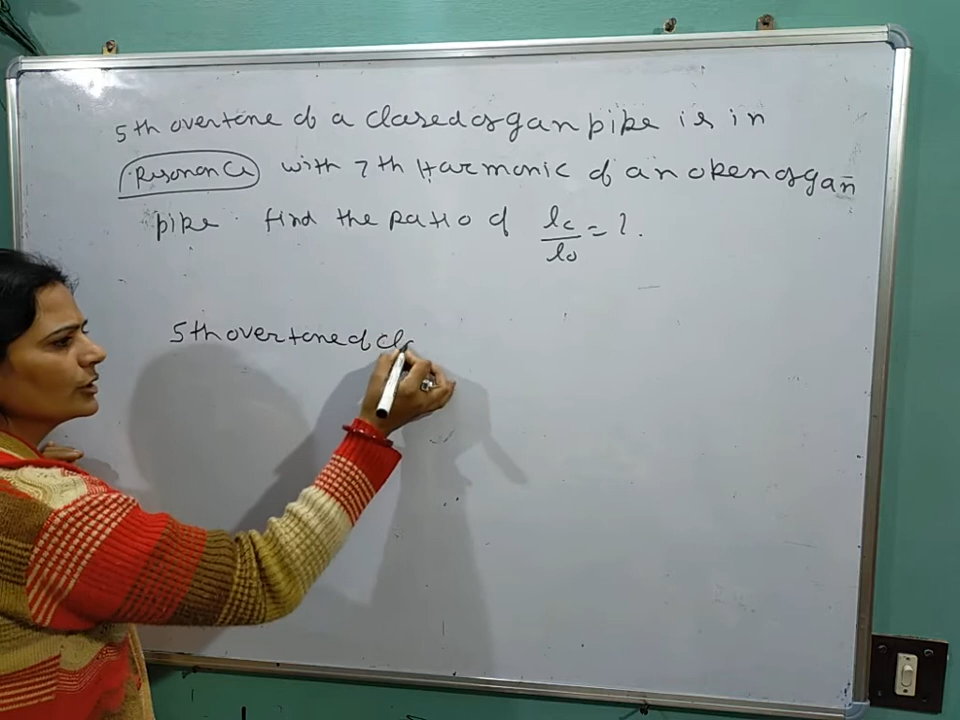 5th overtone of a closed organ pipe is in
Resonance with 7th Harmonic of an open organ
pipe. find the ratio of lc/lo = ?.
5th overtone of clo